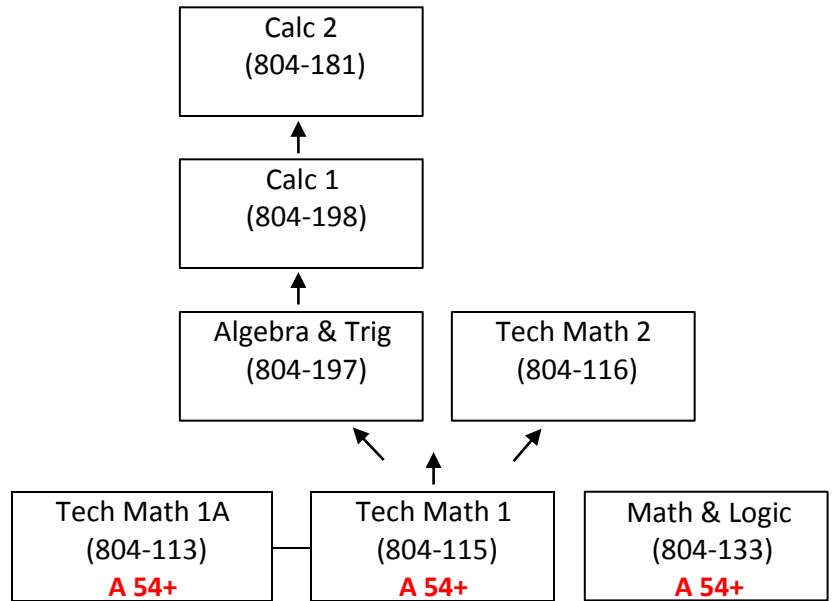 Calc 2
(804-181)
Calc 1
(804-198)
Algebra & Trig
(804-197)
Tech Math 2
(804-116)
Tech Math 1A
(804-113)
A 54+
Tech Math 1
(804-115)
A 54+
Math & Logic
(804-133)
A 54+